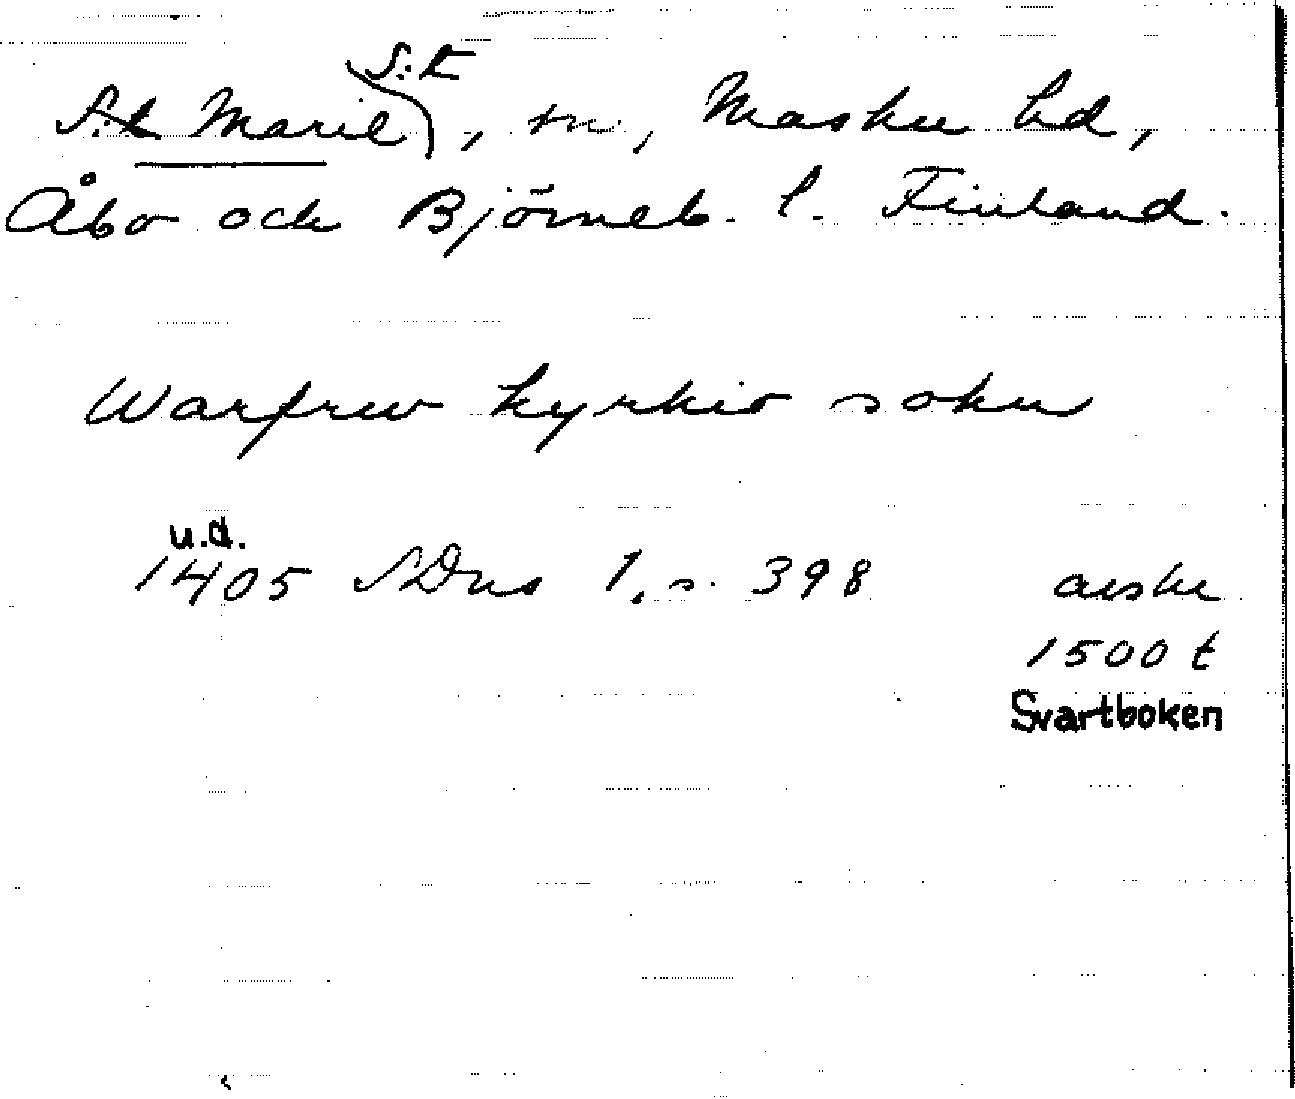 S:t
S:t Marie, sn, Masku hd,
Åbo och Björneb. l. Finland.
Warfrw kyrkio sokn
u.d.
1405 SDns 1, s. 398 avskr
1500 t
Svartboken